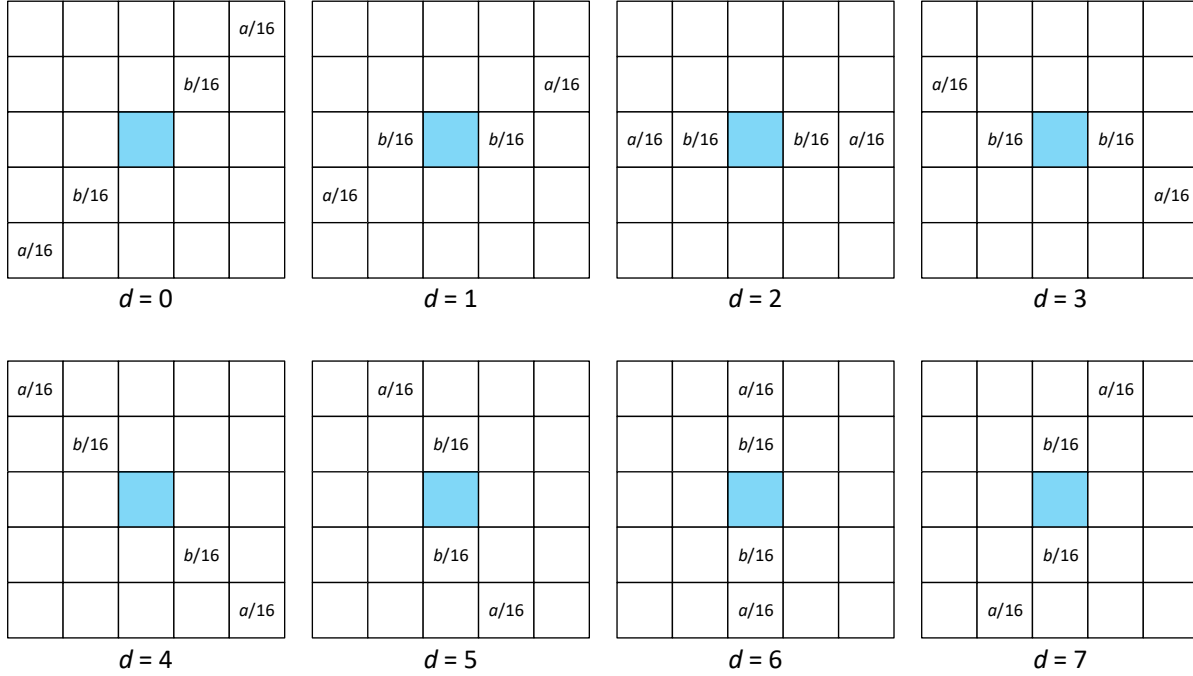 a/16
b/16
b/16
a/16
d = 0
a/16
b/16 b/16
a/16
d = 1
a/16 b/16 b/16 a/16
d = 2
a/16
b/16 b/16
a/16
d = 3
a/16
b/16
b/16
a/16
d = 4
a/16
b/16
b/16
a/16
d = 5
a/16
b/16
b/16
a/16
d = 6
a/16
b/16
b/16
a/16
d = 7